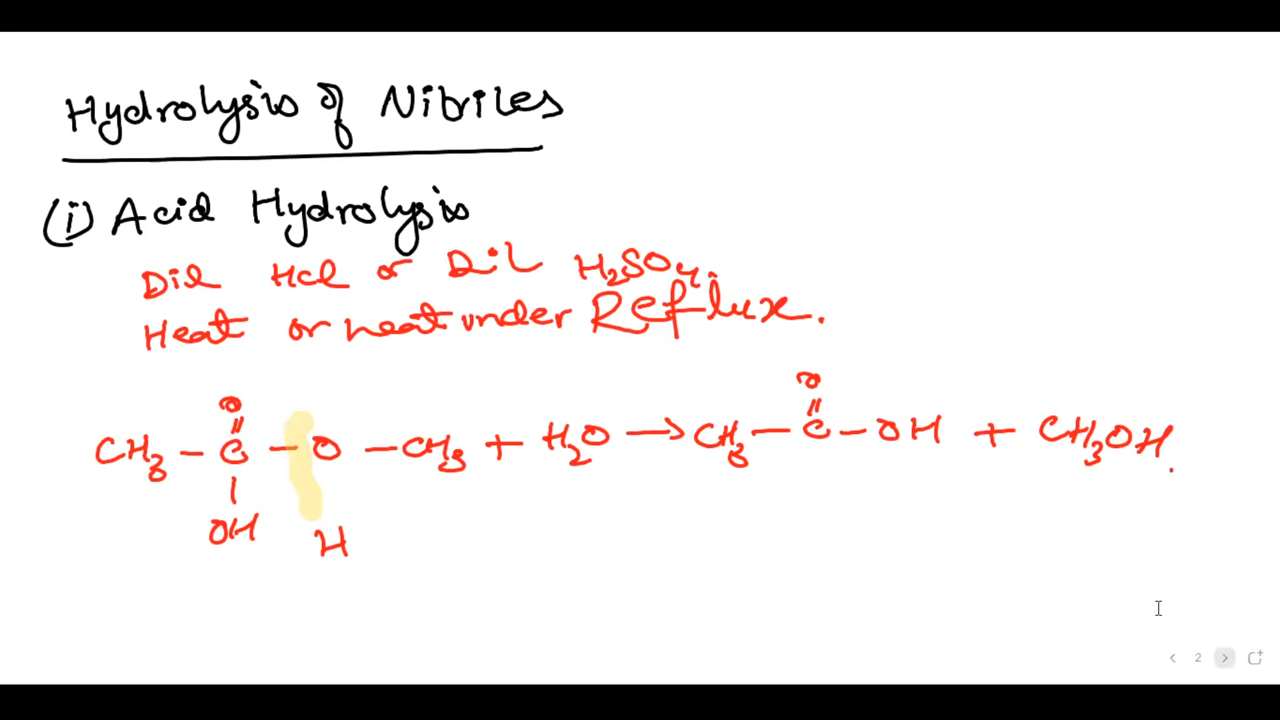 Hydrolysis of Nitriles
(i) Acid Hydrolysis
Dil HCl or Dil H₂SO₄.
Heat or heat under Reflux.
O O
|| ||
CH₃ - C - O - CH₃ + H₂O → CH₃ - C - OH + CH₃OH.
|
OH H
2